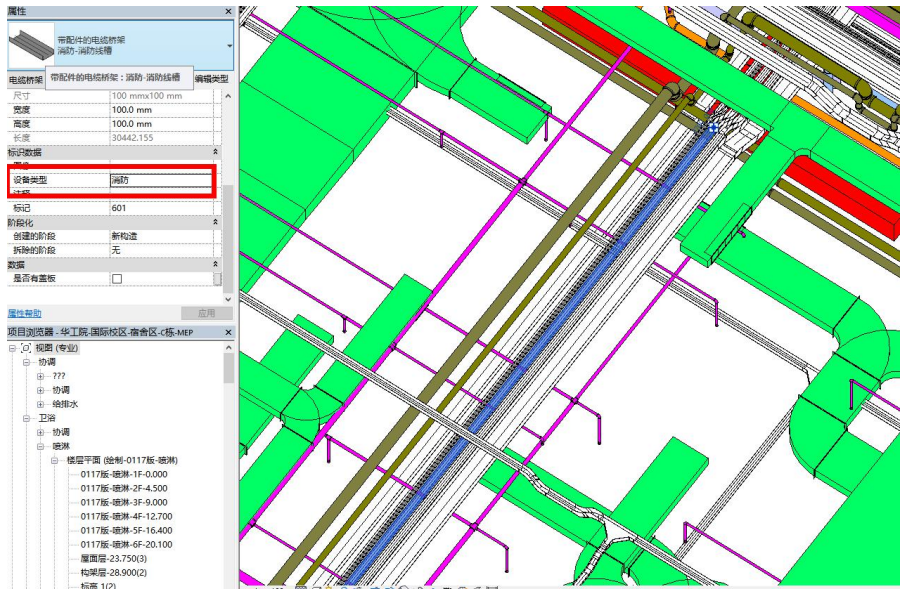 属性
带配件的电缆桥架
消防-消防线槽
电缆桥架
带配件的电缆桥架：消防-消防线槽
编辑类型
尺寸 100 mmx100 mm
宽度 100.0 mm
高度 100.0 mm
长度 30442.155
标识数据
设备类型 消防
标记 601
阶段化
创建的阶段 新构造
拆除的阶段 无
数据
是否有盖板
属性帮助 应用
项目浏览器 - 华工院-国际校区-宿舍区-C栋-MEP
视图 (专业)
协调
???
协调
给排水
卫浴
协调
喷淋
楼层平面 (绘制-0117版-喷淋)
0117版-喷淋-1F-0.000
0117版-喷淋-2F-4.500
0117版-喷淋-3F-9.000
0117版-喷淋-4F-12.700
0117版-喷淋-5F-16.400
0117版-喷淋-6F-20.100
屋面层-23.750(3)
构架层-28.900(2)
标高 1(2)